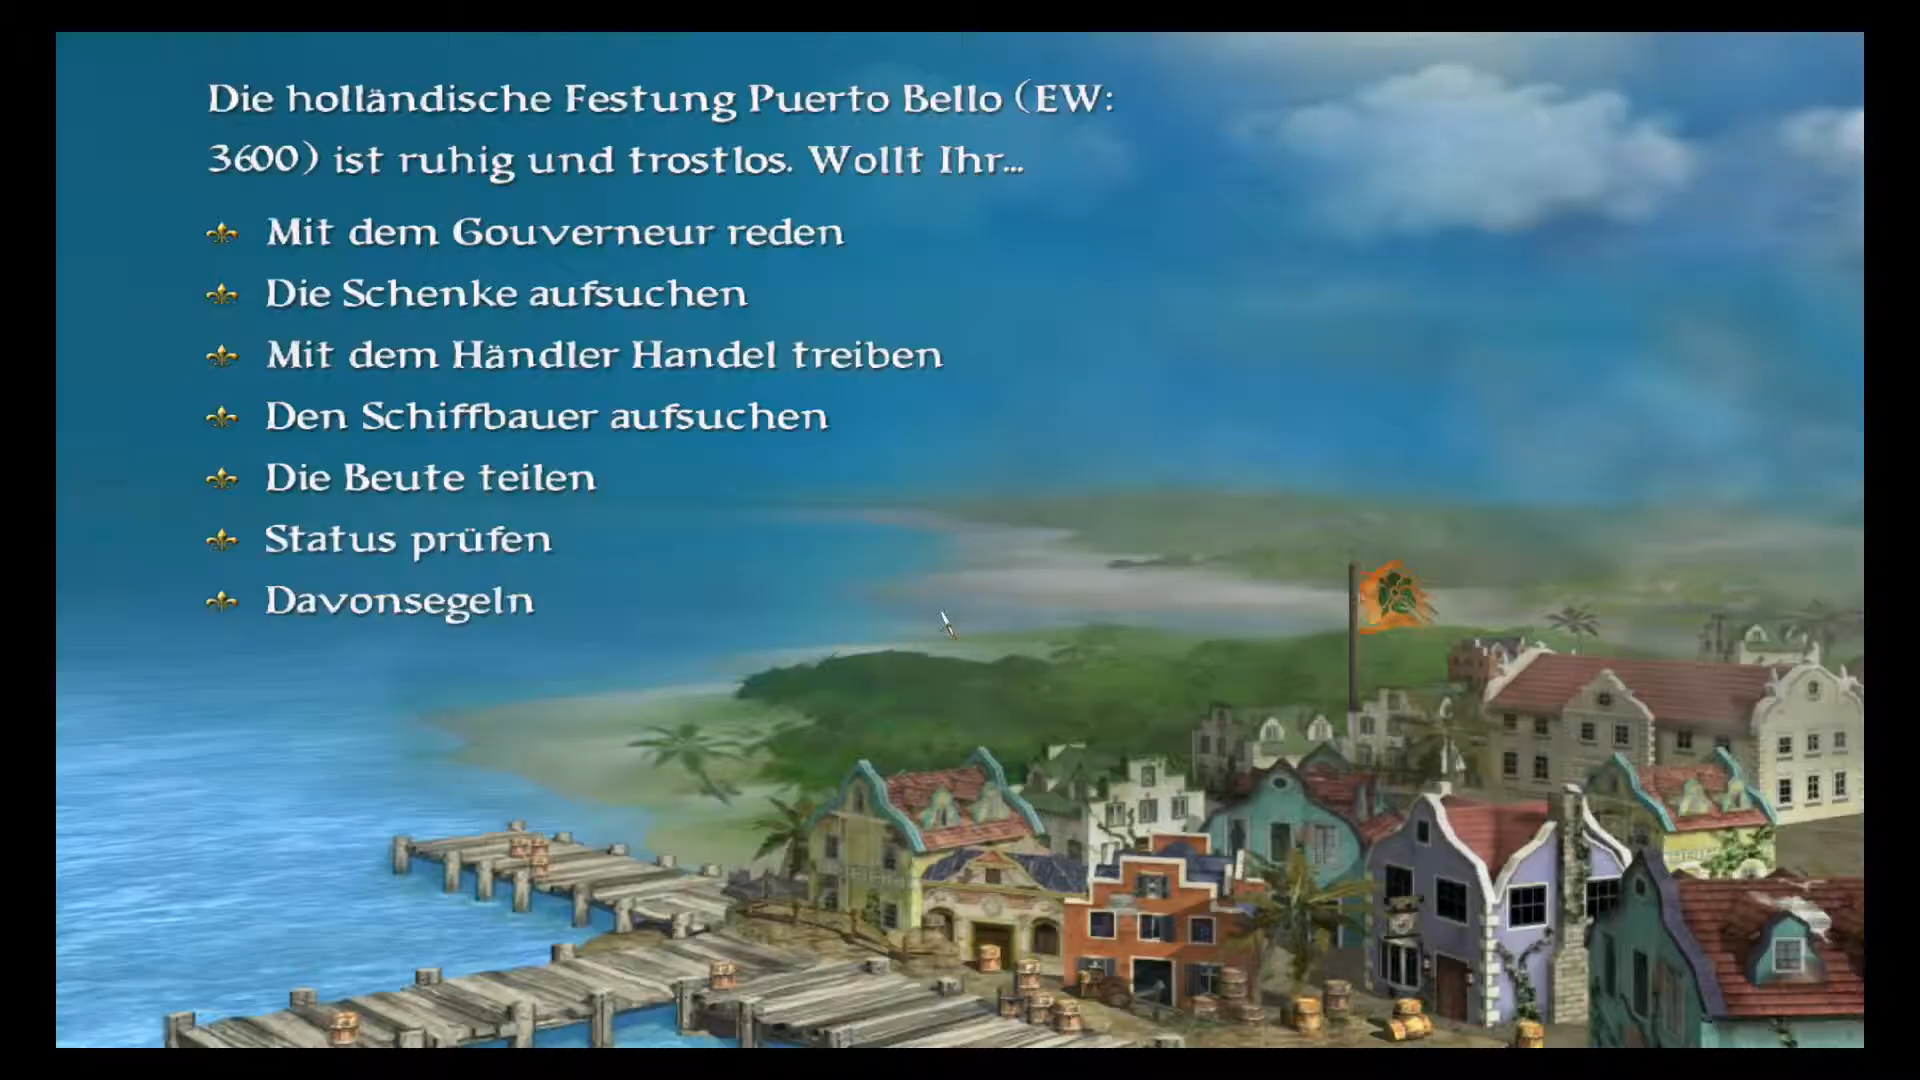 Die holländische Festung Puerto Bello (EW:
3600) ist ruhig und trostlos. Wollt Ihr...
Mit dem Gouverneur reden
Die Schenke aufsuchen
Mit dem Händler Handel treiben
Den Schiffbauer aufsuchen
Die Beute teilen
Status prüfen
Davonsegeln